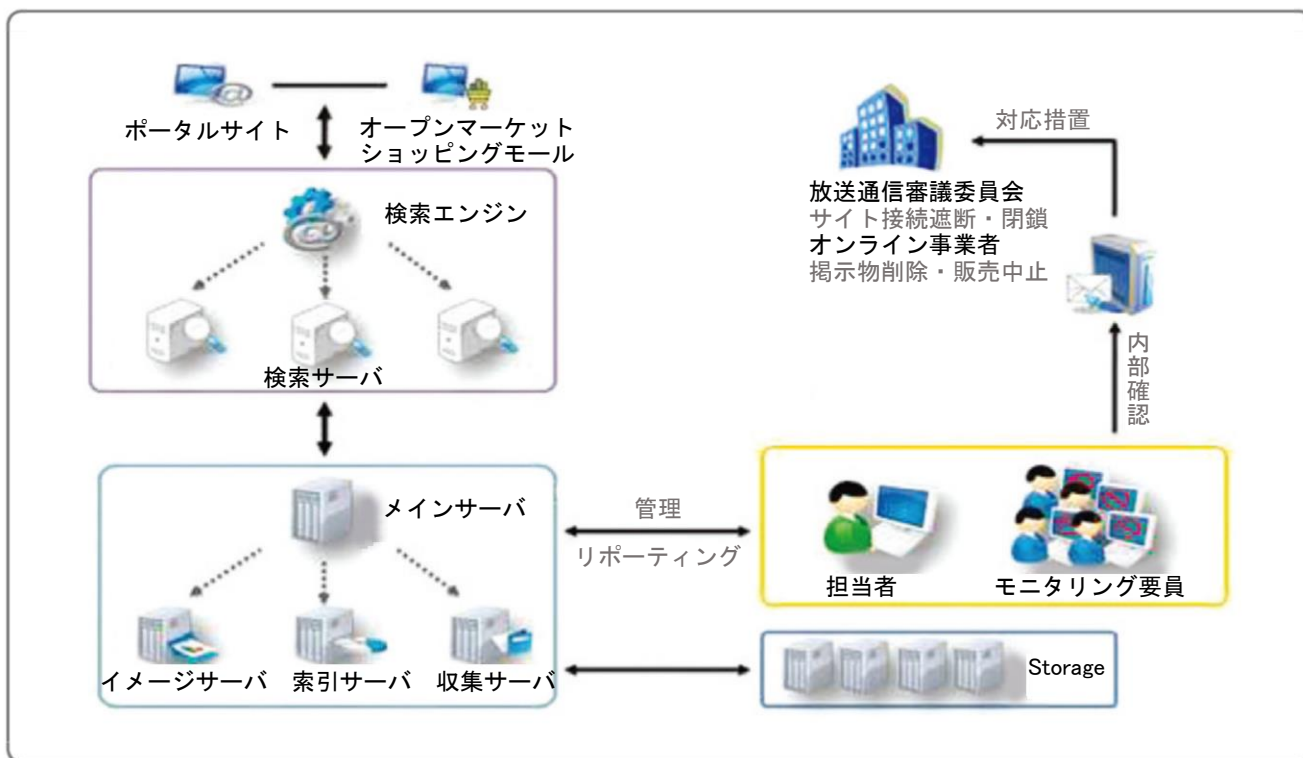 ポータルサイト
オープンマーケット
ショッピングモール
検索エンジン
検索サーバ
対応措置
放送通信審議委員会
サイト接続遮断・閉鎖
オンライン事業者
掲示物削除・販売中止
内部確認
メインサーバ
イメージサーバ
索引サーバ
収集サーバ
管理
リポーティング
担当者
モニタリング要員
Storage